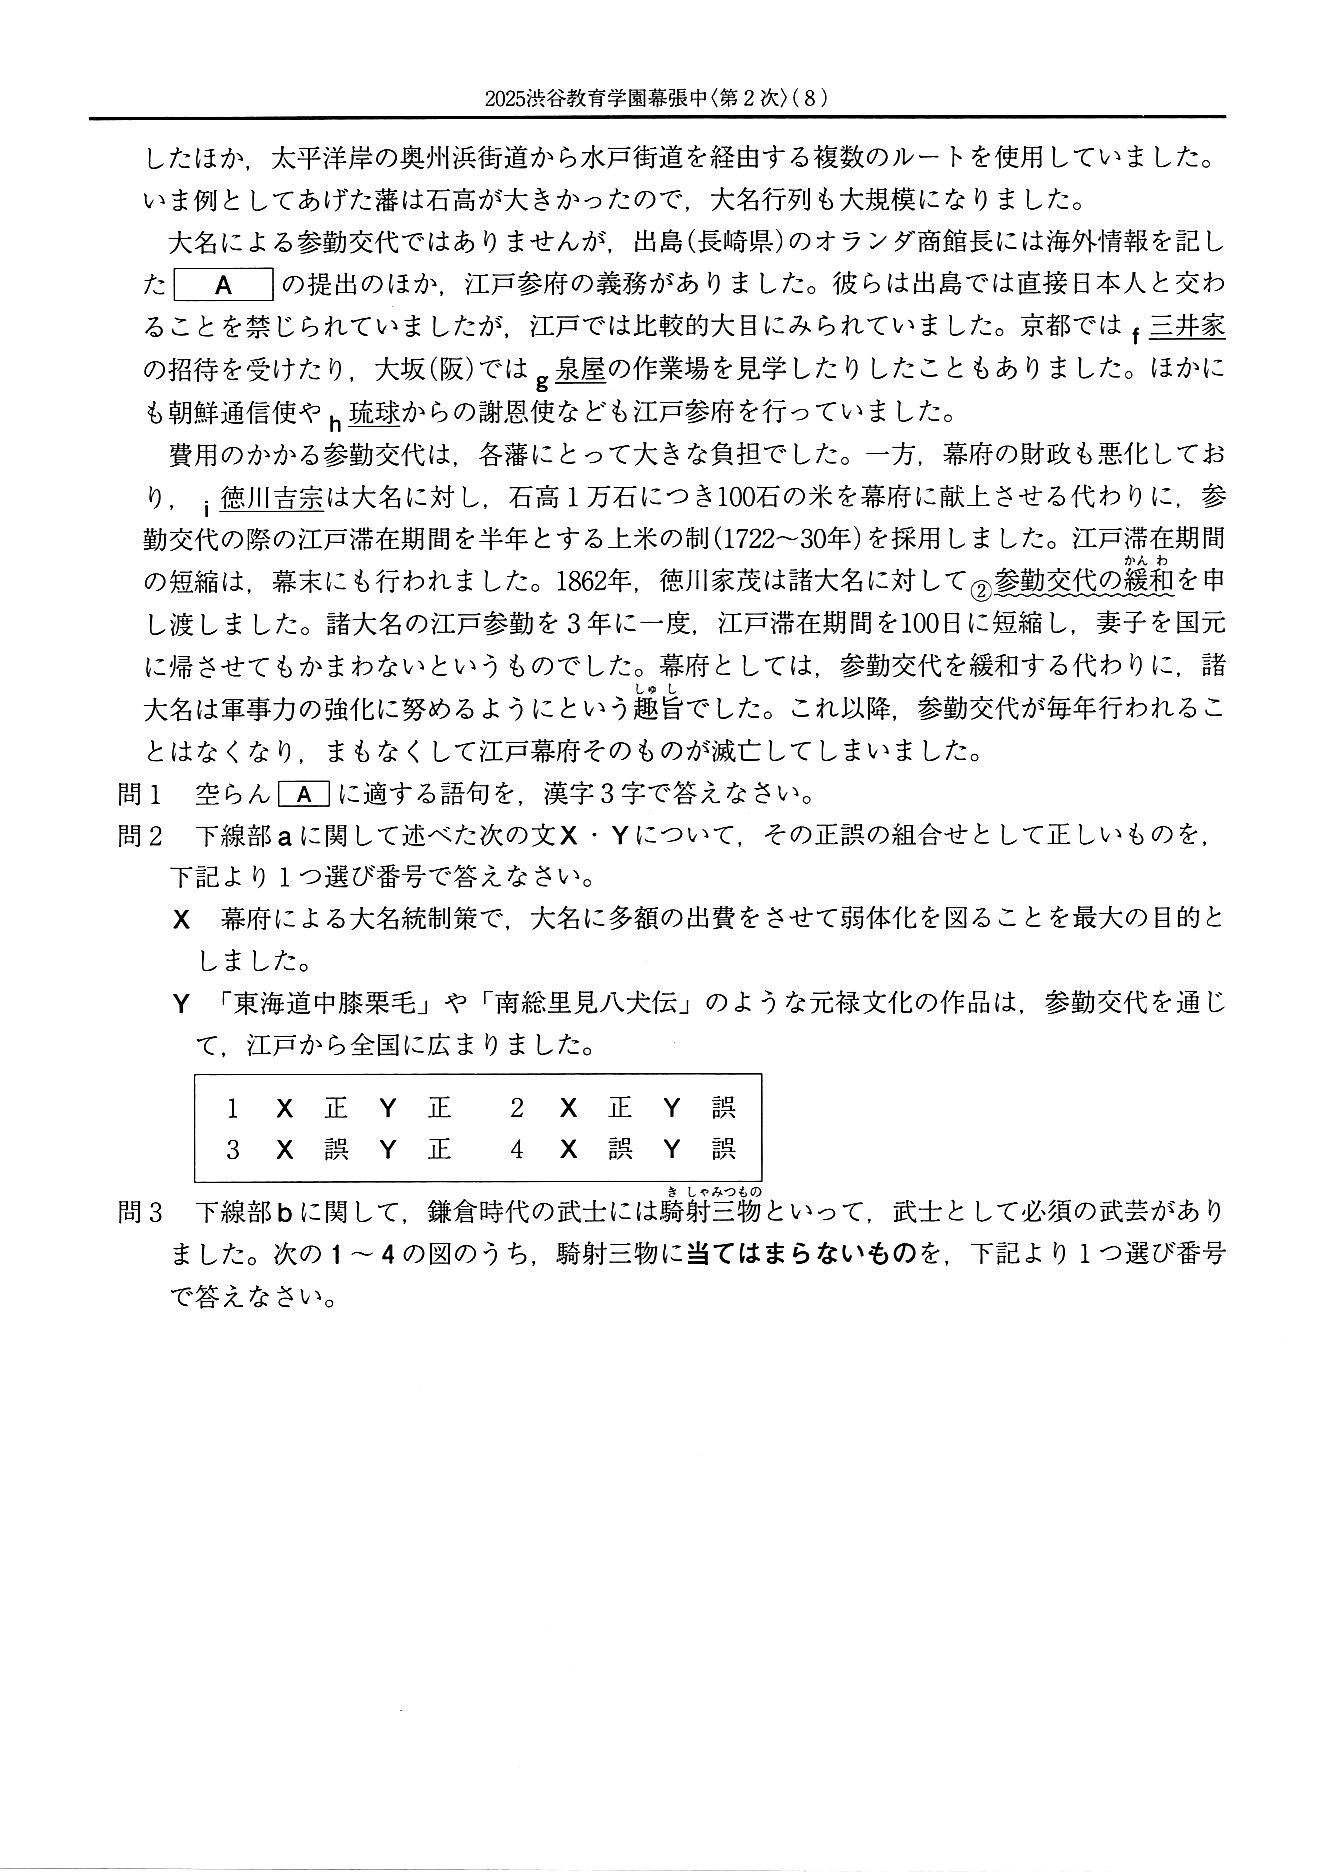 2025渋谷教育学園幕張中〈第2次〉(8)
したほか，太平洋岸の奥州浜街道から水戸街道を経由する複数のルートを使用していました。
いま例としてあげた藩は石高が大きかったので，大名行列も大規模になりました。
大名による参勤交代ではありませんが，出島(長崎県)のオランダ商館長には海外情報を記し
た A の提出のほか，江戸参府の義務がありました。彼らは出島では直接日本人と交わ
ることを禁じられていましたが，江戸では比較的大目にみられていました。京都では f 三井家
の招待を受けたり，大坂(阪)では g 泉屋の作業場を見学したりしたこともありました。ほかに
も朝鮮通信使や h 琉球からの謝恩使なども江戸参府を行っていました。
費用のかかる参勤交代は，各藩にとって大きな負担でした。一方，幕府の財政も悪化してお
り， i 徳川吉宗は大名に対し，石高1万石につき100石の米を幕府に献上させる代わりに，参
勤交代の際の江戸滞在期間を半年とする上米の制(1722〜30年)を採用しました。江戸滞在期間
かん わ
の短縮は，幕末にも行われました。1862年，徳川家茂は諸大名に対して②参勤交代の緩和を申
し渡しました。諸大名の江戸参勤を3年に一度，江戸滞在期間を100日に短縮し，妻子を国元
に帰させてもかまわないというものでした。幕府としては，参勤交代を緩和する代わりに，諸
しゅ し
大名は軍事力の強化に努めるようにという趣旨でした。これ以降，参勤交代が毎年行われるこ
とはなくなり，まもなくして江戸幕府そのものが滅亡してしまいました。
問1 空らん A に適する語句を，漢字3字で答えなさい。
問2 下線部aに関して述べた次の文X・Yについて，その正誤の組合せとして正しいものを，
下記より1つ選び番号で答えなさい。
X 幕府による大名統制策で，大名に多額の出費をさせて弱体化を図ることを最大の目的と
しました。
Y 「東海道中膝栗毛」や「南総里見八犬伝」のような元禄文化の作品は，参勤交代を通じ
て，江戸から全国に広まりました。
1 X 正 Y 正 2 X 正 Y 誤
3 X 誤 Y 正 4 X 誤 Y 誤
き しゃみつもの
問3 下線部bに関して，鎌倉時代の武士には騎射三物といって，武士として必須の武芸があり
ました。次の1〜4の図のうち，騎射三物に当てはまらないものを，下記より1つ選び番号
で答えなさい。